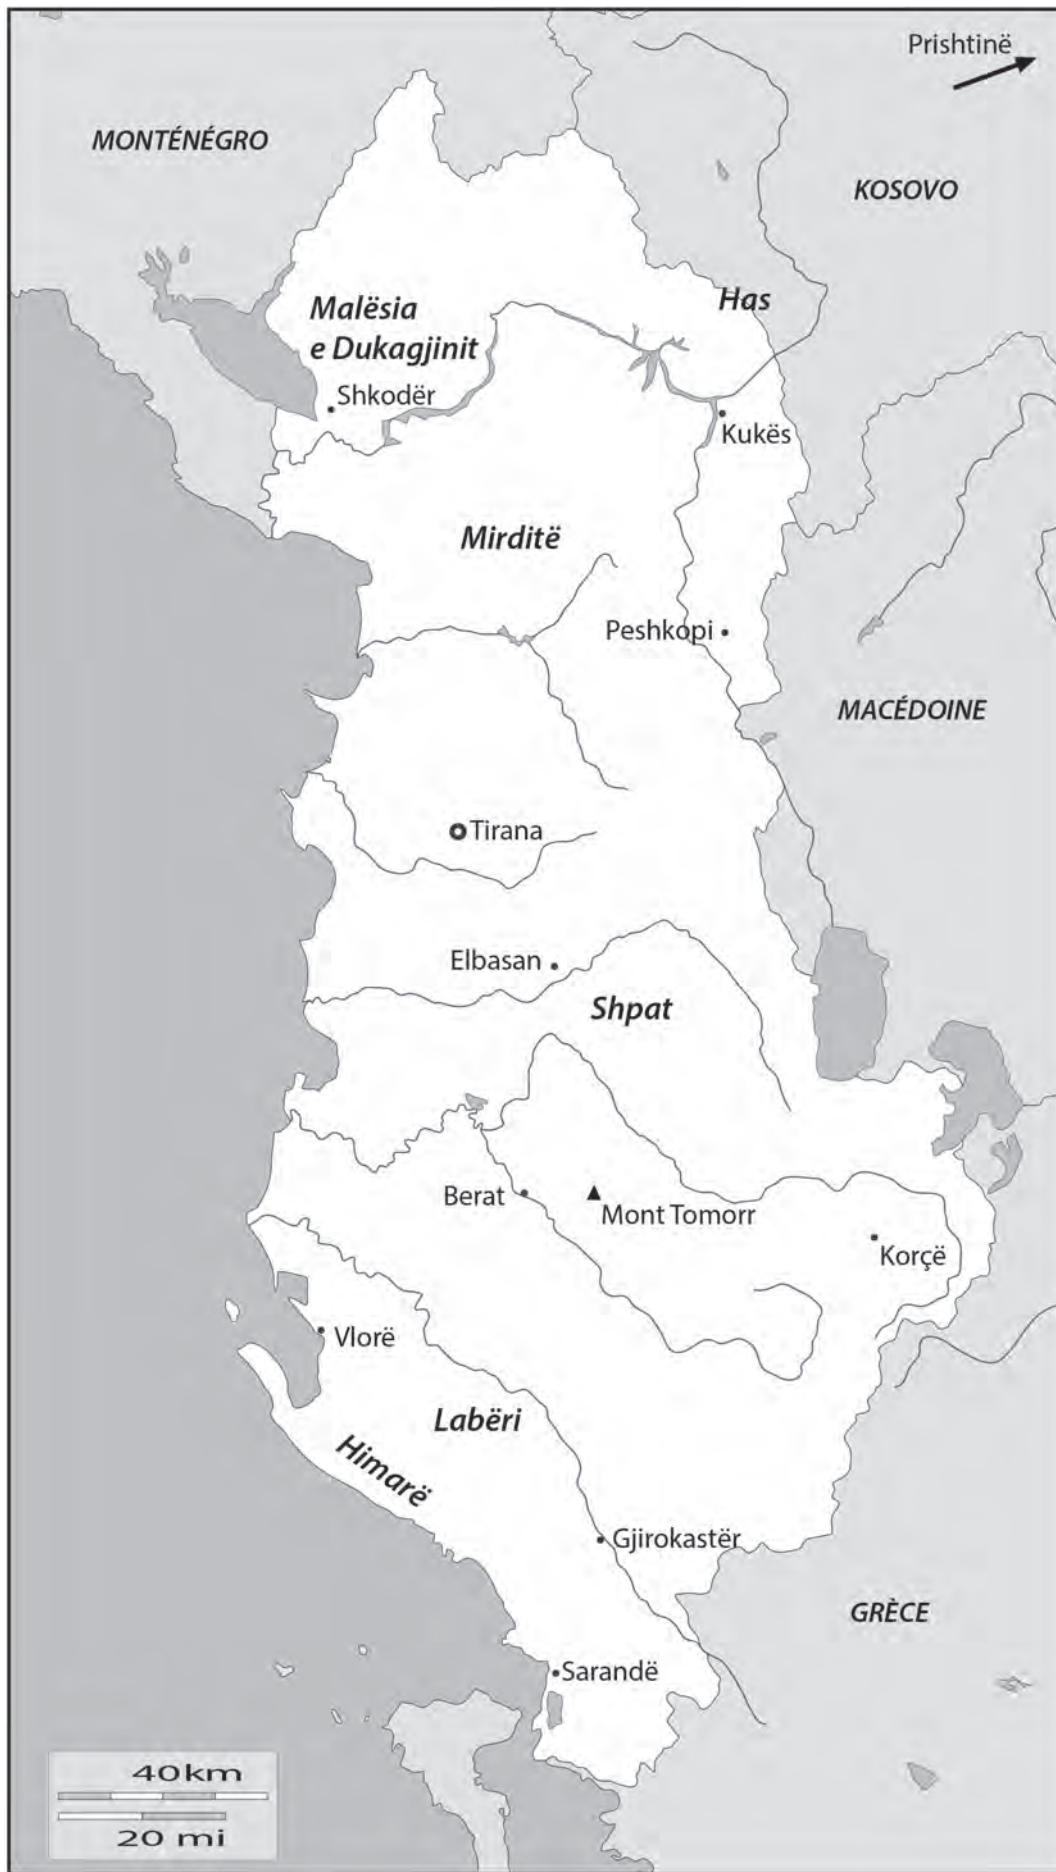 Prishtinë
MONTÉNÉGRO
KOSOVO
Has
Malësia
e Dukagjinit
Shkodër
Kukës
Mirditë
Peshkopi
MACÉDOINE
Tirana
Elbasan
Shpat
Berat
Mont Tomorr
Korçë
Vlorë
Labëri
Himarë
Gjirokastër
GRÈCE
Sarandë
40km
20 mi